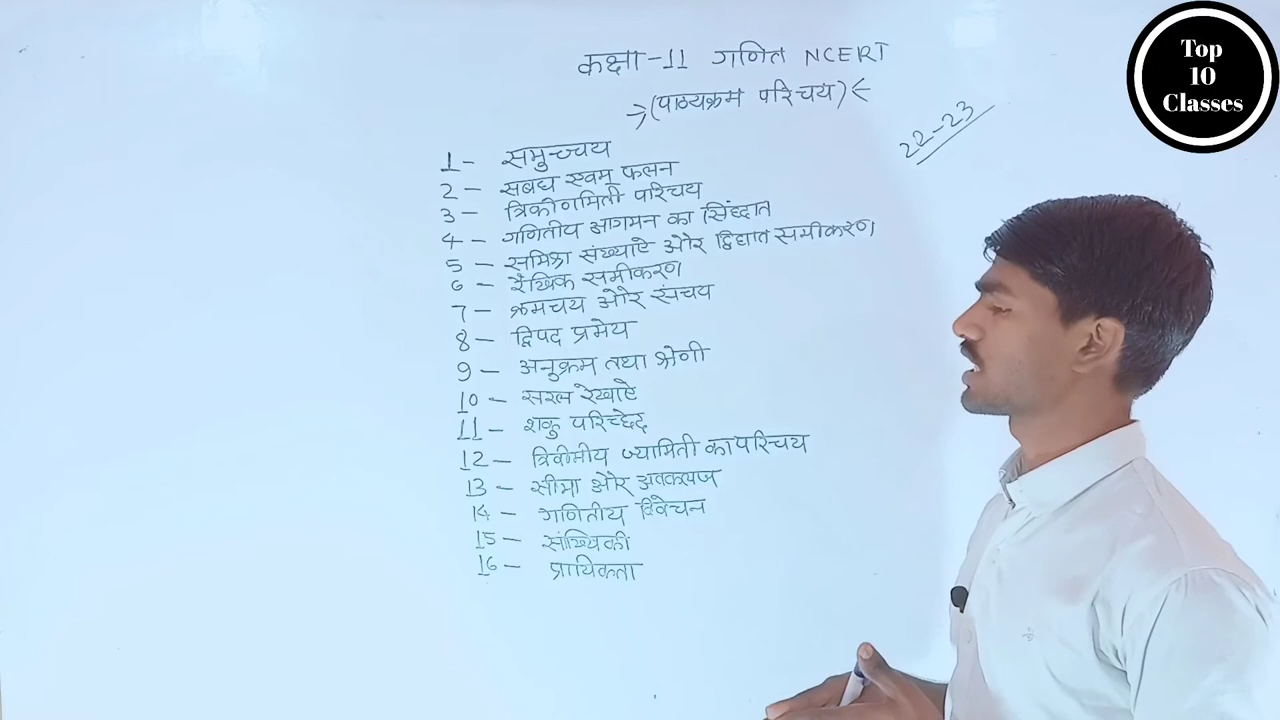 कक्षा-11 गणित NCERT
→(पाठ्यक्रम परिचय)←
22-23
1- समुच्चय
2- सबंध एवम फलन
3- त्रिकोणमिती परिचय
4- गणितीय आगमन का सिंद्दात
5- समिश्रा संख्याऐ और द्विघात समीकरण
6- रैखिक समीकरण
7- क्रमचय और संचय
8- द्विपद प्रमेय
9- अनुक्रम तथा श्रेणी
10- सरल रेखाऐ
11- शकु परिच्छेद
12- त्रिवीमीय ज्यामिती का परिचय
13- सीमा और अवकलज
14- गणितीय विवेचन
15- सांख्यिकी
16- प्रायिकता
Top
10
Classes